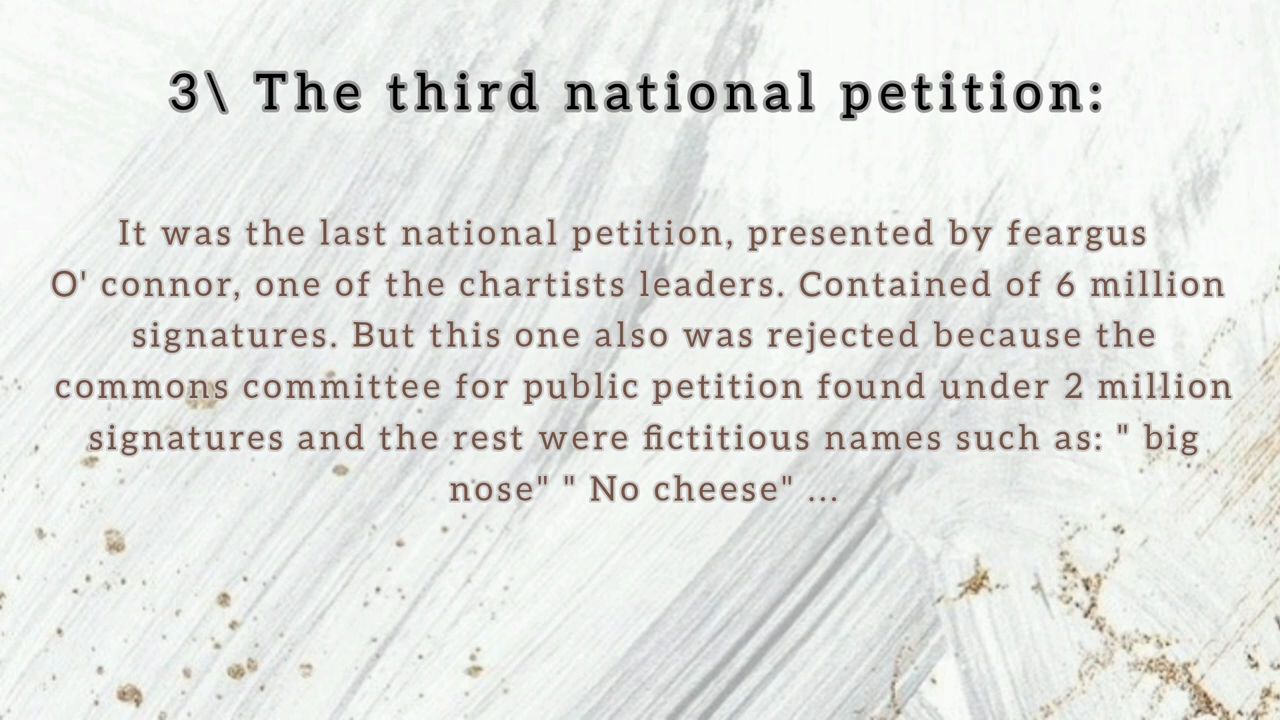 3\ The third national petition:
It was the last national petition, presented by feargus
O' connor, one of the chartists leaders. Contained of 6 million
signatures. But this one also was rejected because the
commons committee for public petition found under 2 million
signatures and the rest were fictitious names such as: " big
nose" " No cheese" ...